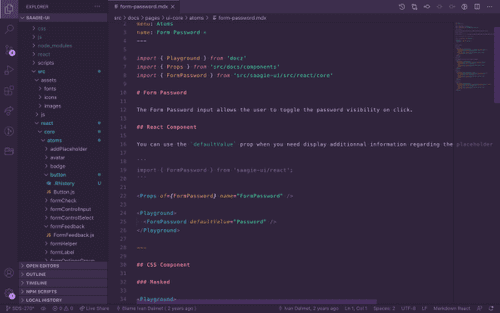 form-password.mdx
EXPLORER
SAAGIE-UI
css
js
node_modules
react
scripts
src
assets
fonts
icons
images
js
react
core
atoms
addPlaceholder
avatar
badge
button
.history
Button.js
formCheck
formControlInput
formControlSelect
formFeedback
FormFeedback.js
formHelper
formLabel
OPEN EDITORS
OUTLINE
TIMELINE
NPM SCRIPTS
LOCAL HISTORY
src > docs > pages > ui-core > atoms > form-password.mdx
menu: Atoms
name: Form Password
---
import { Playground } from 'docz'
import { Props } from 'src/docs/components'
import { FormPassword } from 'src/saagie-ui/src/react/core'
# Form Password
The Form Password input allows the user to toggle the password visibility on click.
## React Component
You can use the `defaultValue` prop when you need display additionnal information regarding the placeholder
```
import { FormPassword } from 'saagie-ui/react';
```
<Props of={FormPassword} name="FormPassword" />
<Playground>
<FormPassword defaultValue="Password" />
</Playground>
---
## CSS Component
### Masked
<Playground>
Live Share
Ln 1, Col 1
Spaces: 2
UTF-8
LF
Markdown React